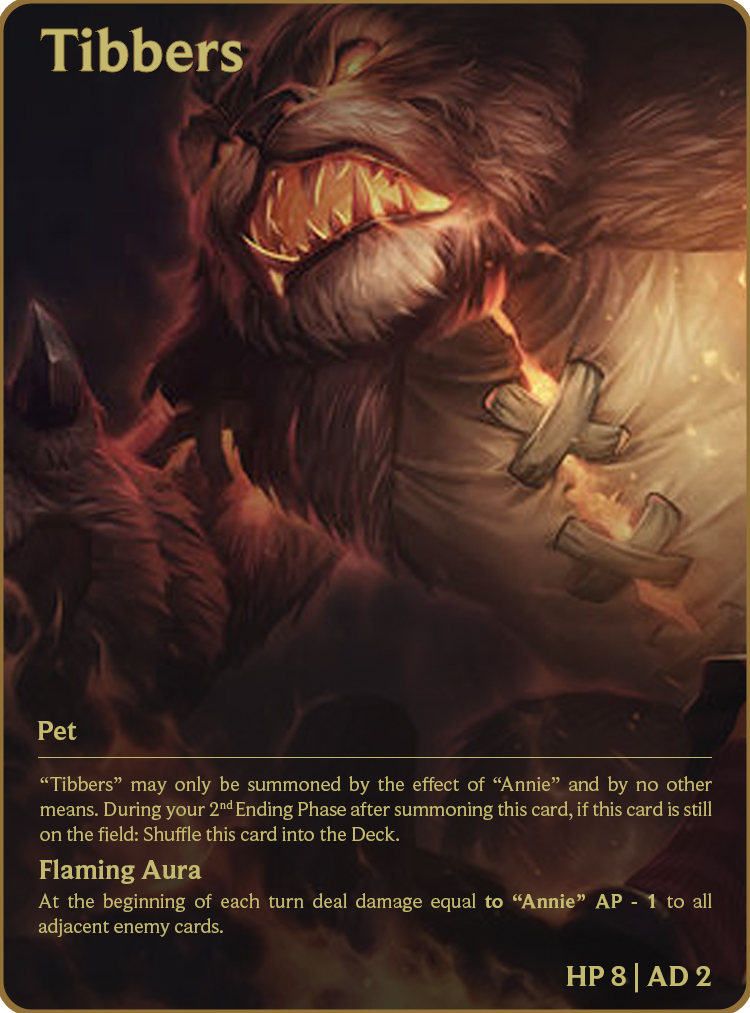 Tibbers
Pet
“Tibbers” may only be summoned by the effect of “Annie” and by no other
means. During your 2nd Ending Phase after summoning this card, if this card is still
on the field: Shuffle this card into the Deck.
Flaming Aura
At the beginning of each turn deal damage equal to “Annie” AP - 1 to all
adjacent enemy cards.
HP 8 | AD 2